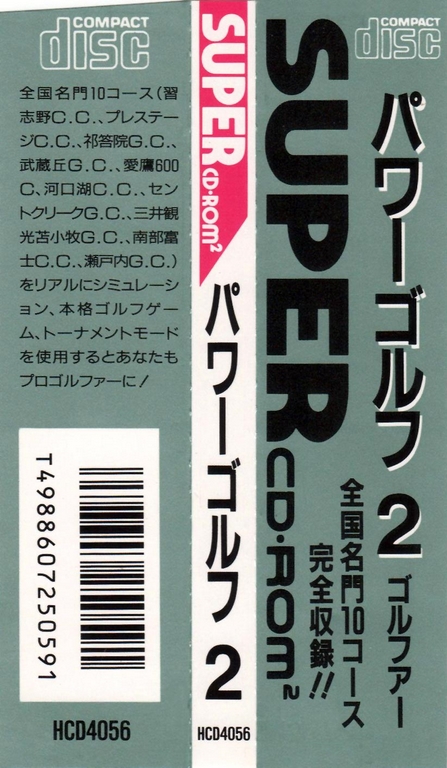 COMPACT
disc
全国名門10コース(習
志野C.C.、プレステー
ジC.C.、祁答院G.C.、
武蔵丘G.C.、愛鷹600
C、河口湖C.C.、セン
トクリークG.C.、三井観
光苫小牧G.C.、南部富
士C.C.、瀬戸内G.C.)
をリアルにシミュレーシ
ョン、本格ゴルフゲー
ム、トーナメントモード
を使用するとあなたも
プロゴルファーに!
T4988607250591
HCD4056
SUPER
CD·ROM²
パワーゴルフ 2
HCD4056
COMPACT
disc
SUPER
CD·ROM²
パワーゴルフ 2 ゴルファー
全国名門10コース
完全収録!!